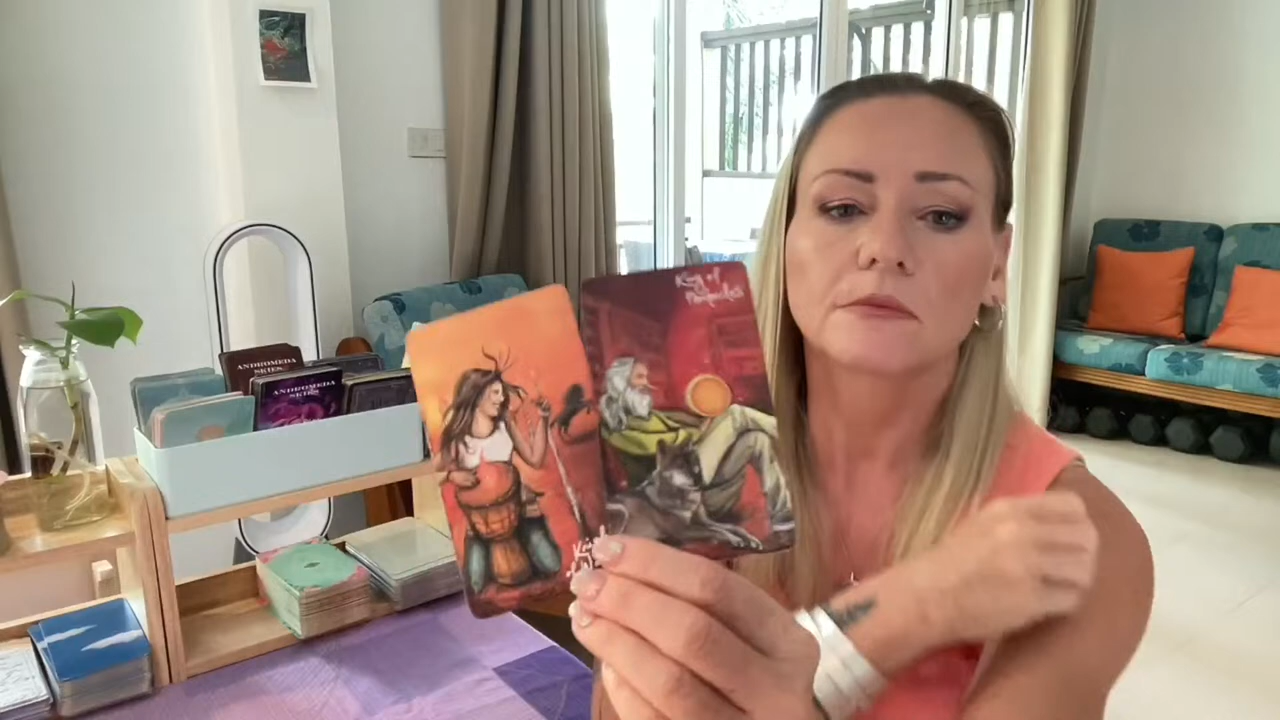 King of
Pentacles
ANDROMEDA
SKIES
ANDROMEDA
SKIES